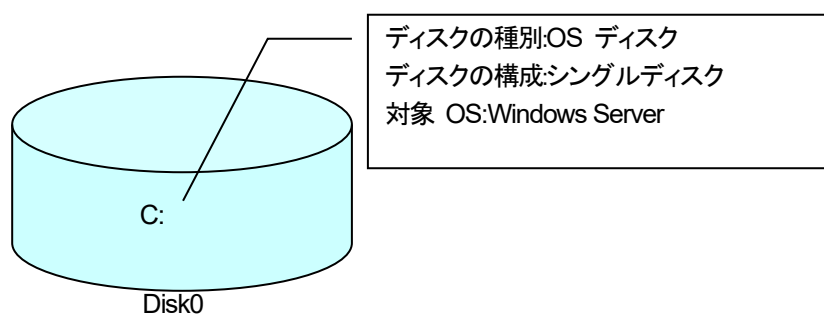 ディスクの種別:OS ディスク
ディスクの構成:シングルディスク
対象 OS:Windows Server
C:
Disk0